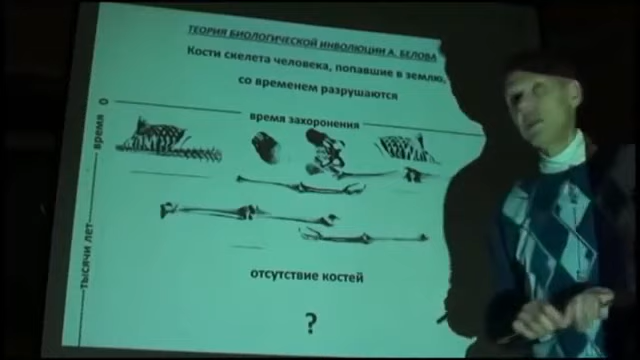 ТЕОРИЯ БИОЛОГИЧЕСКОЙ ИНВОЛЮЦИИ А. БЕЛОВА
Кости скелета человека, попавшие в землю,
со временем разрушаются
время захоронения
отсутствие костей
?
тысячи лет
время
0